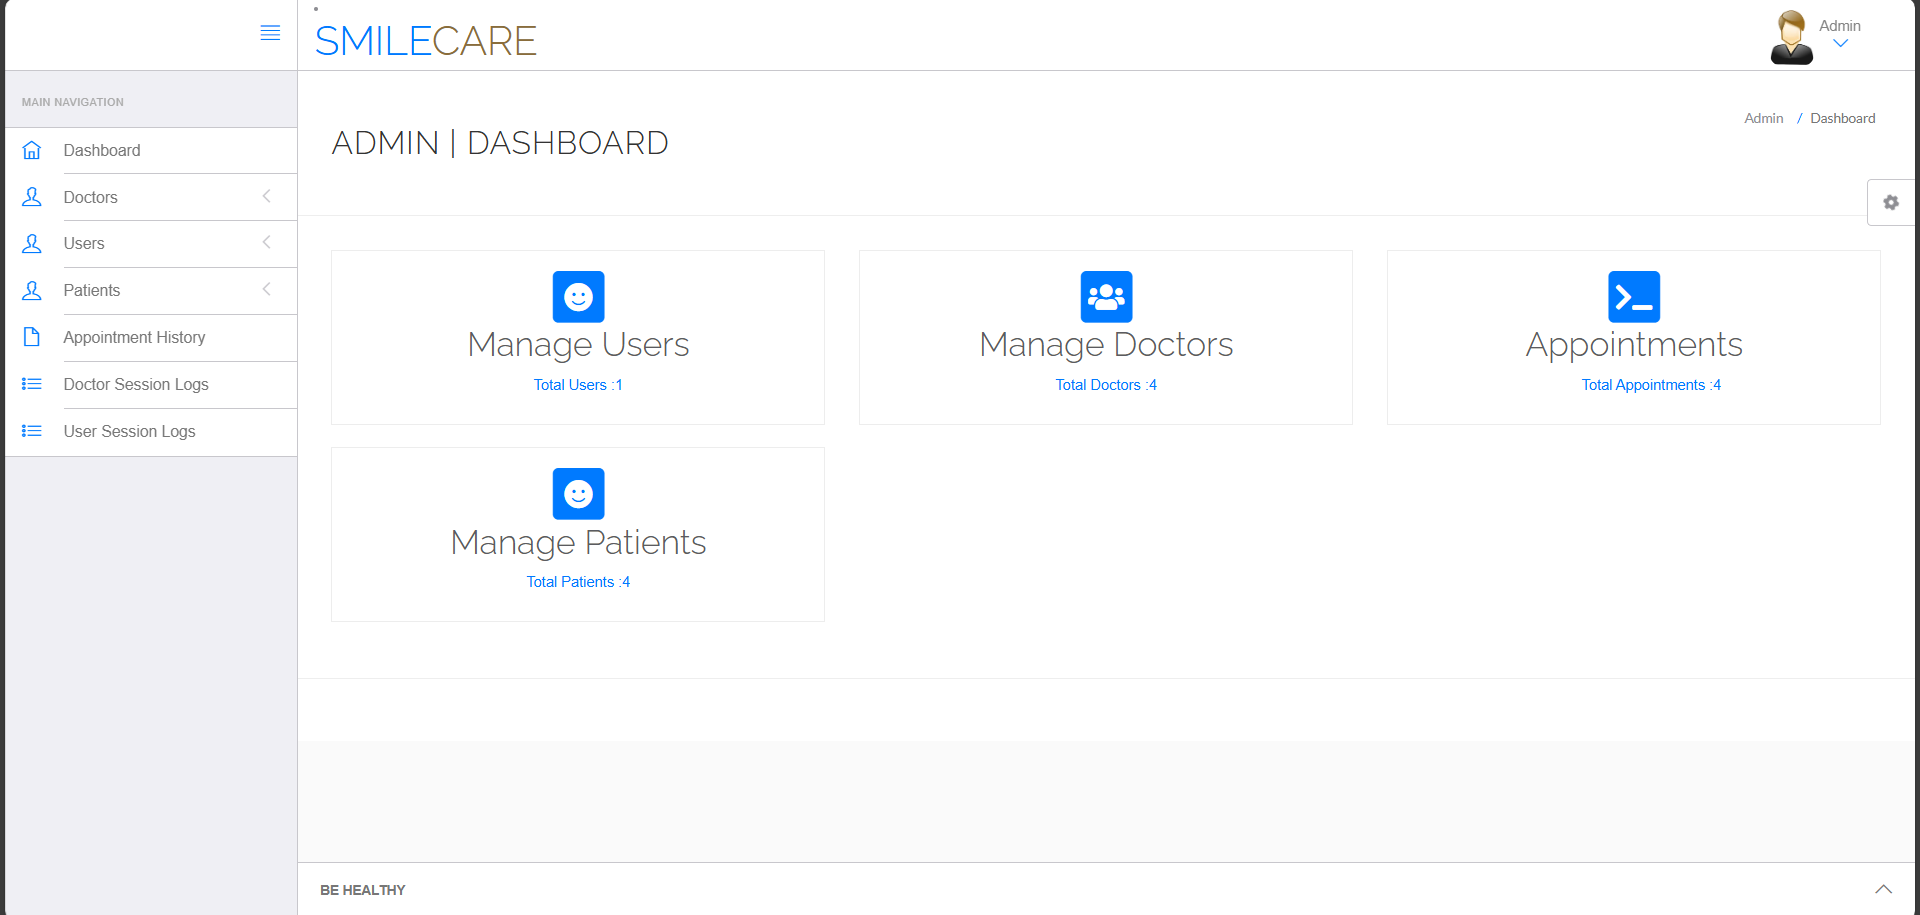 SMILECARE
Admin
MAIN NAVIGATION
Dashboard
Doctors
Users
Patients
Appointment History
Doctor Session Logs
User Session Logs
ADMIN | DASHBOARD
Admin / Dashboard
Manage Users
Total Users :1
Manage Doctors
Total Doctors :4
Appointments
Total Appointments :4
Manage Patients
Total Patients :4
BE HEALTHY